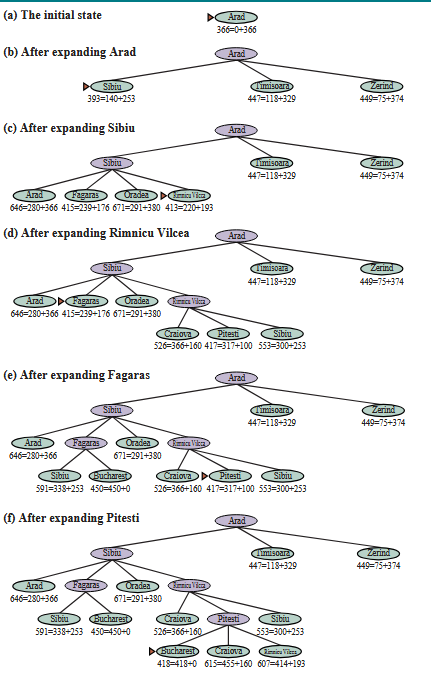 (a) The initial state
Arad
366=0+366
(b) After expanding Arad
Arad
Sibiu Timisoara Zerind
393=140+253 447=118+329 449=75+374
(c) After expanding Sibiu
Arad
Sibiu Timisoara Zerind
447=118+329 449=75+374
Arad Fagaras Oradea Rimnicu Vilcea
646=280+366 415=239+176 671=291+380 413=220+193
(d) After expanding Rimnicu Vilcea
Arad
Sibiu Timisoara Zerind
447=118+329 449=75+374
Arad Fagaras Oradea Rimnicu Vilcea
646=280+366 415=239+176 671=291+380
Craiova Pitesti Sibiu
526=366+160 417=317+100 553=300+253
(e) After expanding Fagaras
Arad
Sibiu Timisoara Zerind
447=118+329 449=75+374
Arad Fagaras Oradea Rimnicu Vilcea
646=280+366 671=291+380
Sibiu Bucharest Craiova Pitesti Sibiu
591=338+253 450=450+0 526=366+160 417=317+100 553=300+253
(f) After expanding Pitesti
Arad
Sibiu Timisoara Zerind
447=118+329 449=75+374
Arad Fagaras Oradea Rimnicu Vilcea
646=280+366 671=291+380
Sibiu Bucharest Craiova Pitesti Sibiu
591=338+253 450=450+0 526=366+160 553=300+253
Bucharest Craiova Rimnicu Vilcea
418=418+0 615=455+160 607=414+193